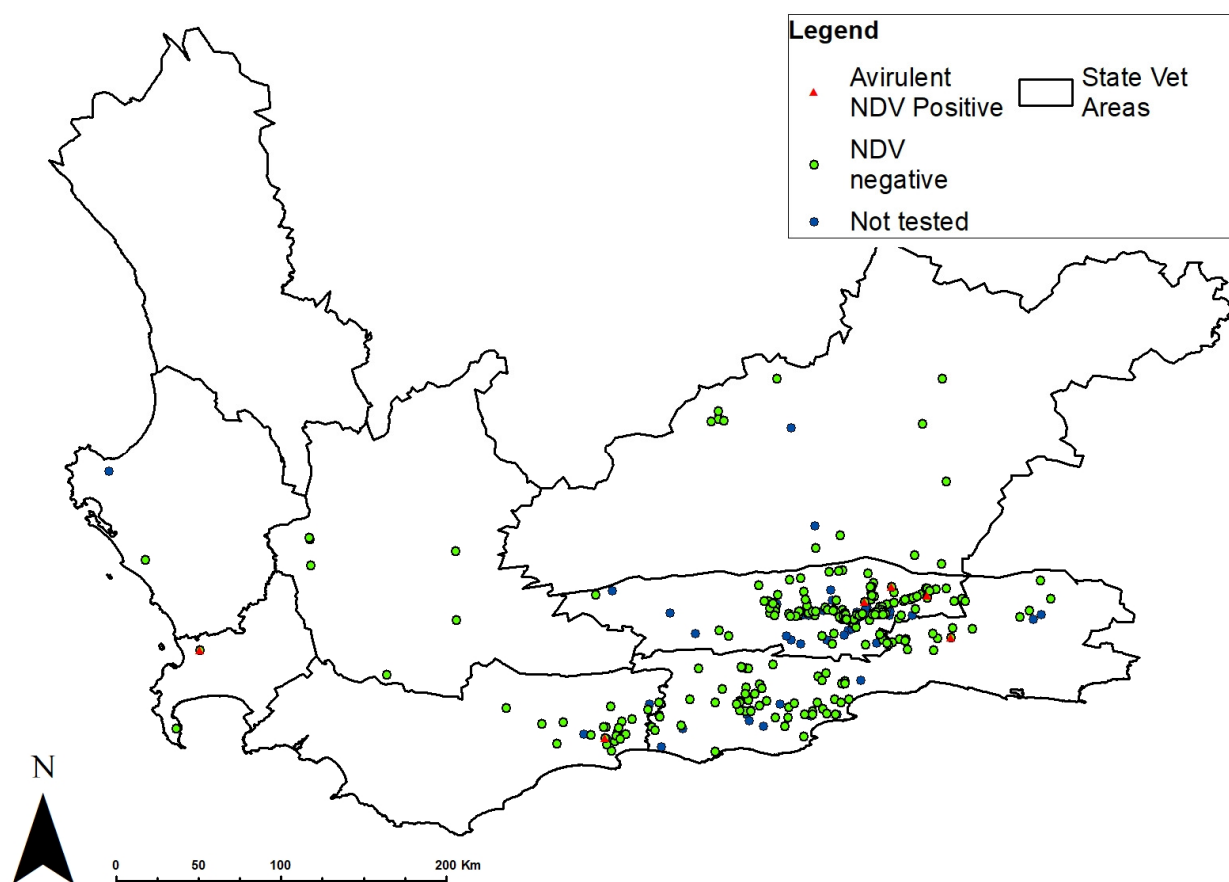 Legend
Avirulent
NDV Positive
State Vet
Areas
NDV
negative
Not tested
N
0 50 100 200 Km